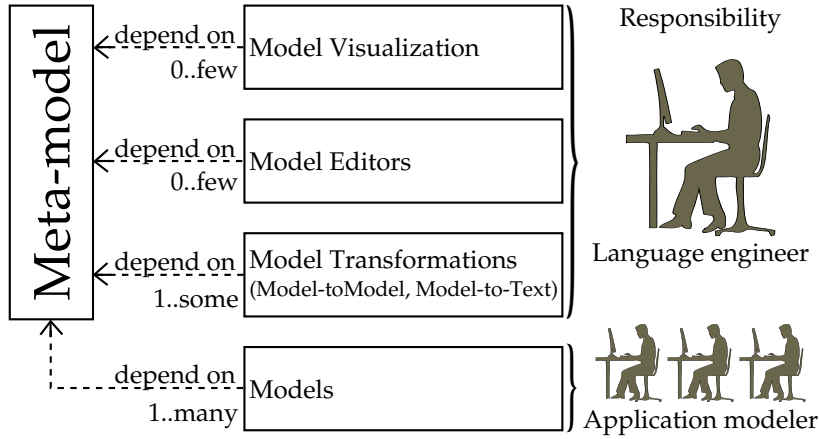 Meta-model
depend on
0..few
Model Visualization
depend on
0..few
Model Editors
depend on
1..some
Model Transformations
(Model-toModel, Model-to-Text)
depend on
1..many
Models
Responsibility
Language engineer
Application modeler